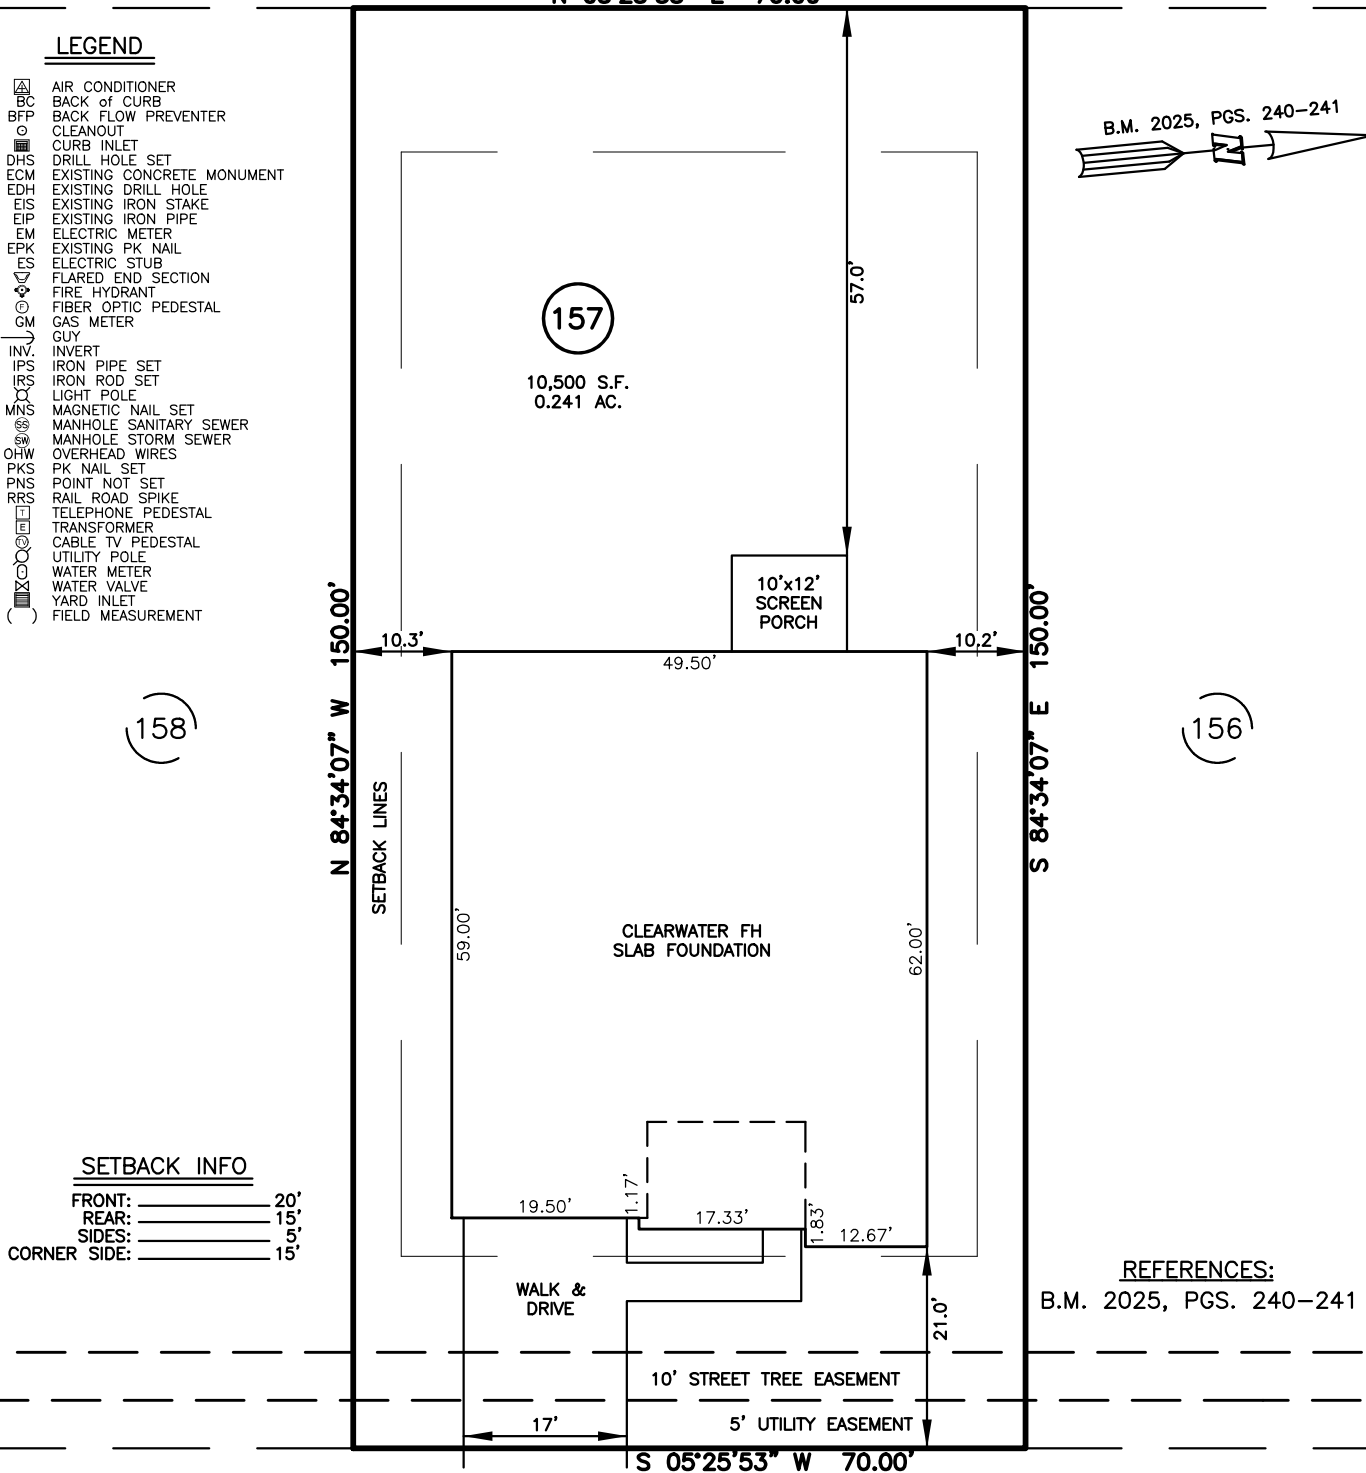 LEGEND
AIR CONDITIONER
BC BACK of CURB
BFP BACK FLOW PREVENTER
CLEANOUT
CURB INLET
DHS DRILL HOLE SET
ECM EXISTING CONCRETE MONUMENT
EDH EXISTING DRILL HOLE
EIS EXISTING IRON STAKE
EIP EXISTING IRON PIPE
EM ELECTRIC METER
EPK EXISTING PK NAIL
ES ELECTRIC STUB
FLARED END SECTION
FIRE HYDRANT
F FIBER OPTIC PEDESTAL
GM GAS METER
GUY
INV. INVERT
IPS IRON PIPE SET
IRS IRON ROD SET
LIGHT POLE
MNS MAGNETIC NAIL SET
SS MANHOLE SANITARY SEWER
SW MANHOLE STORM SEWER
OHW OVERHEAD WIRES
PKS PK NAIL SET
PNS POINT NOT SET
RRS RAIL ROAD SPIKE
T TELEPHONE PEDESTAL
E TRANSFORMER
TV CABLE TV PEDESTAL
UTILITY POLE
WATER METER
WATER VALVE
YARD INLET
( ) FIELD MEASUREMENT
B.M. 2025, PGS. 240-241
N
57.0'
157
10,500 S.F.
0.241 AC.
10'x12'
SCREEN
PORCH
10.3'
49.50'
10.2'
N 84°34'07" W 150.00'
S 84°34'07" E 150.00'
158
156
SETBACK LINES
59.00'
CLEARWATER FH
SLAB FOUNDATION
62.00'
SETBACK INFO
FRONT: 20'
REAR: 15'
SIDES: 5'
CORNER SIDE: 15'
19.50'
1.17'
17.33'
1.83'
12.67'
WALK &
DRIVE
21.0'
REFERENCES:
B.M. 2025, PGS. 240-241
10' STREET TREE EASEMENT
17'
5' UTILITY EASEMENT
S 05°25'53" W 70.00'